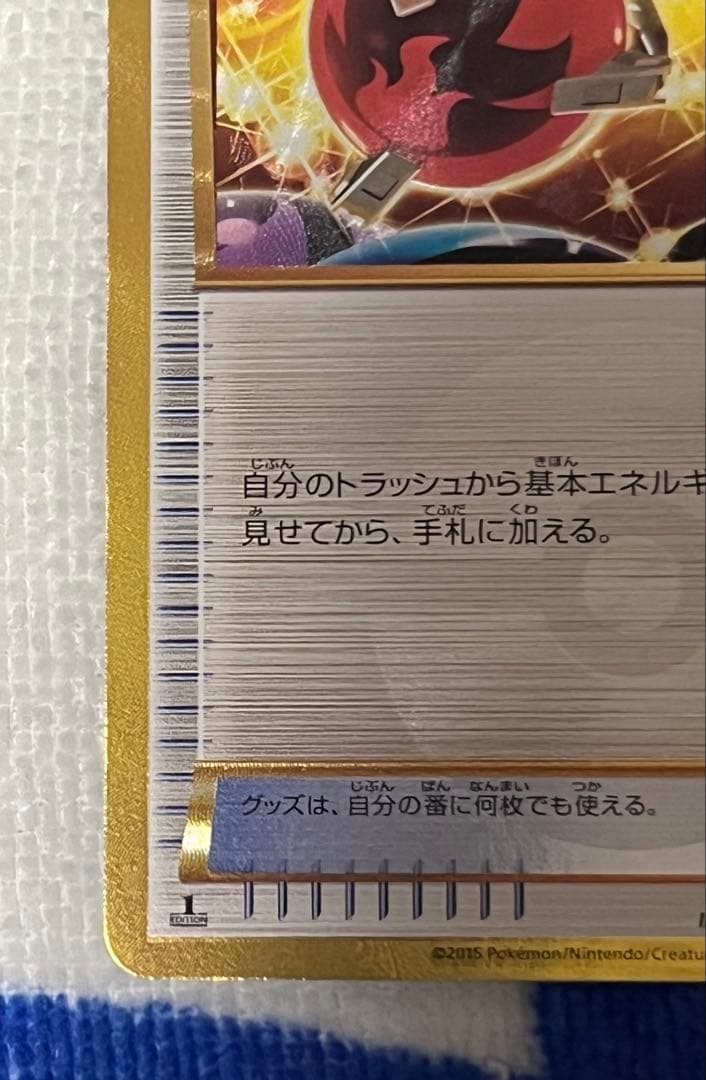 自分のトラッシュから基本エネルギ
見せてから、手札に加える。
グッズは、自分の番に何枚でも使える。
1
EDITION
©2015 Pokémon/Nintendo/Creatu